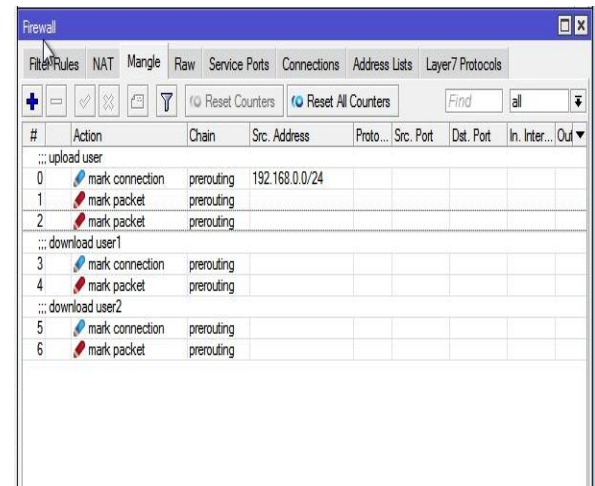 Firewall
Filter Rules NAT Mangle Raw Service Ports Connections Address Lists Layer7 Protocols
Reset Counters Reset All Counters Find all
# Action Chain Src. Address Proto... Src. Port Dst. Port In. Inter... Out
;;; upload user
0 mark connection prerouting 192.168.0.0/24
1 mark packet prerouting
2 mark packet prerouting
;;; download user1
3 mark connection prerouting
4 mark packet prerouting
;;; download user2
5 mark connection prerouting
6 mark packet prerouting